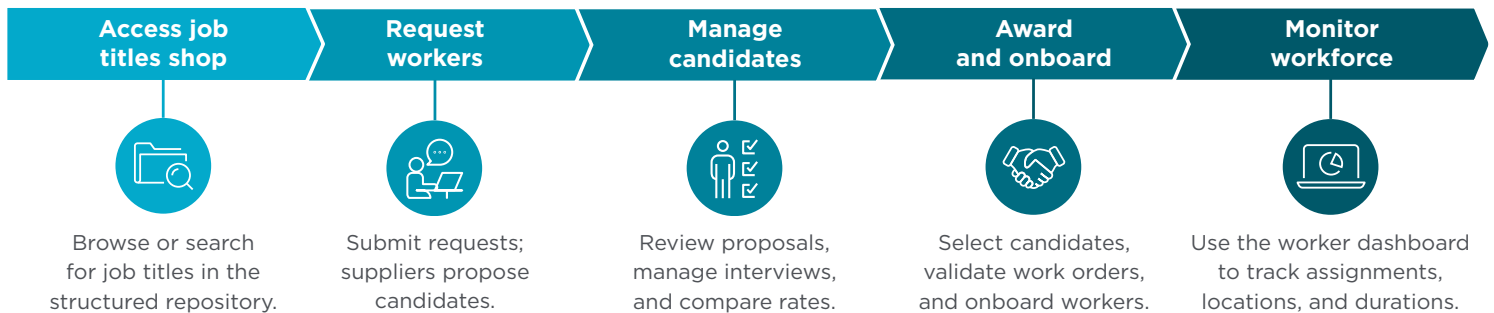 Access job
titles shop
Request
workers
Manage
candidates
Award
and onboard
Monitor
workforce
Browse or search
for job titles in the
structured repository.
Submit requests;
suppliers propose
candidates.
Review proposals,
manage interviews,
and compare rates.
Select candidates,
validate work orders,
and onboard workers.
Use the worker dashboard
to track assignments,
locations, and durations.